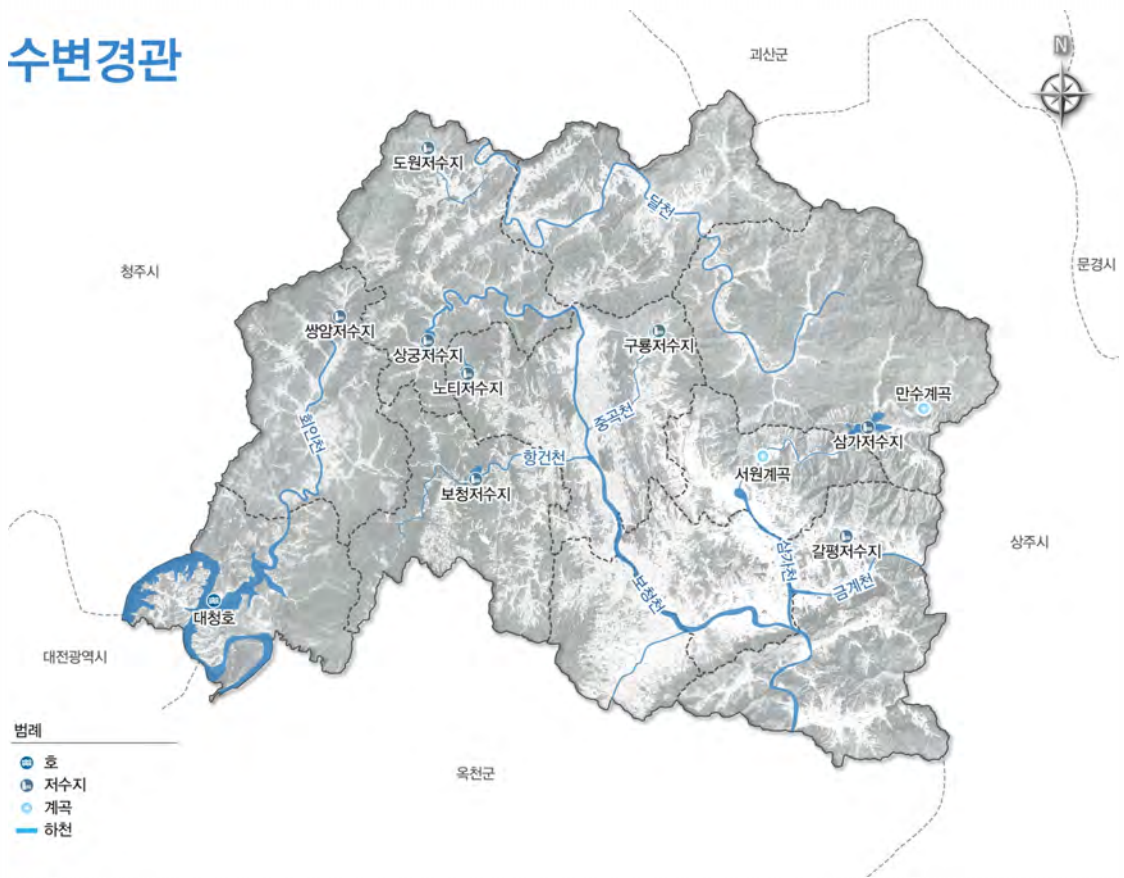 수변경관
괴산군
N
도원저수지
달천
청주시
문경시
쌍암저수지
상궁저수지
구룡저수지
노티저수지
만수계곡
중곡천
삼가저수지
회인천
항건천
서원계곡
보청저수지
상주시
갈평저수지
삼가천
금계천
보청천
대청호
대전광역시
옥천군
범례
호
저수지
계곡
하천